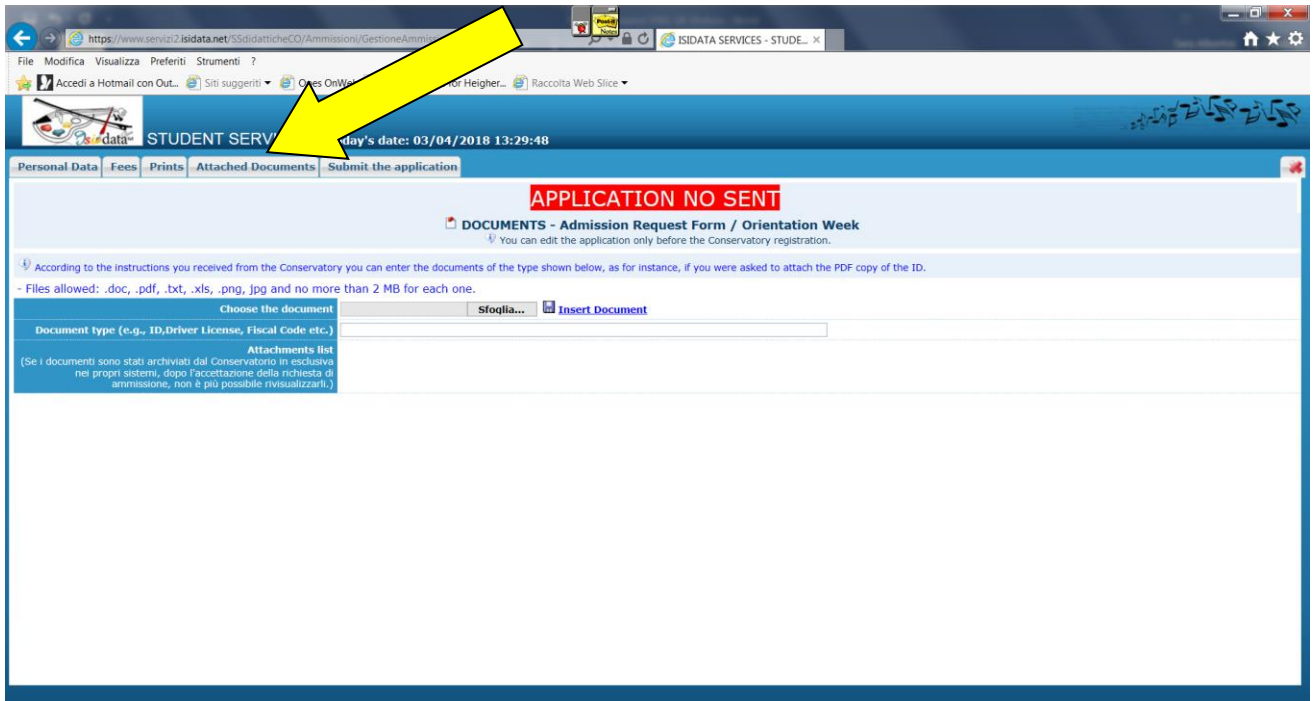 https://www.servizi2.isidata.net/SSdidatticheCO/Ammissioni/GestioneAmmis
ISIDATA SERVICES - STUDE...
File Modifica Visualizza Preferiti Strumenti ?
Accedi a Hotmail con Out... Siti suggeriti Heigher... Raccolta Web Slice
Isidata STUDENT SERV day's date: 03/04/2018 13:29:48
Personal Data Fees Prints Attached Documents Submit the application
APPLICATION NO SENT
DOCUMENTS - Admission Request Form / Orientation Week
You can edit the application only before the Conservatory registration.
According to the instructions you received from the Conservatory you can enter the documents of the type shown below, as for instance, if you were asked to attach the PDF copy of the ID.
- Files allowed: .doc, .pdf, .txt, .xls, .png, jpg and no more than 2 MB for each one.
Choose the document Sfoglia... Insert Document
Document type (e.g., ID,Driver License, Fiscal Code etc.)
Attachments list
(Se i documenti sono stati archiviati dal Conservatorio in esclusiva
nei propri sistemi, dopo l'accettazione della richiesta di
ammissione, non è più possibile rivisualizzarli.)